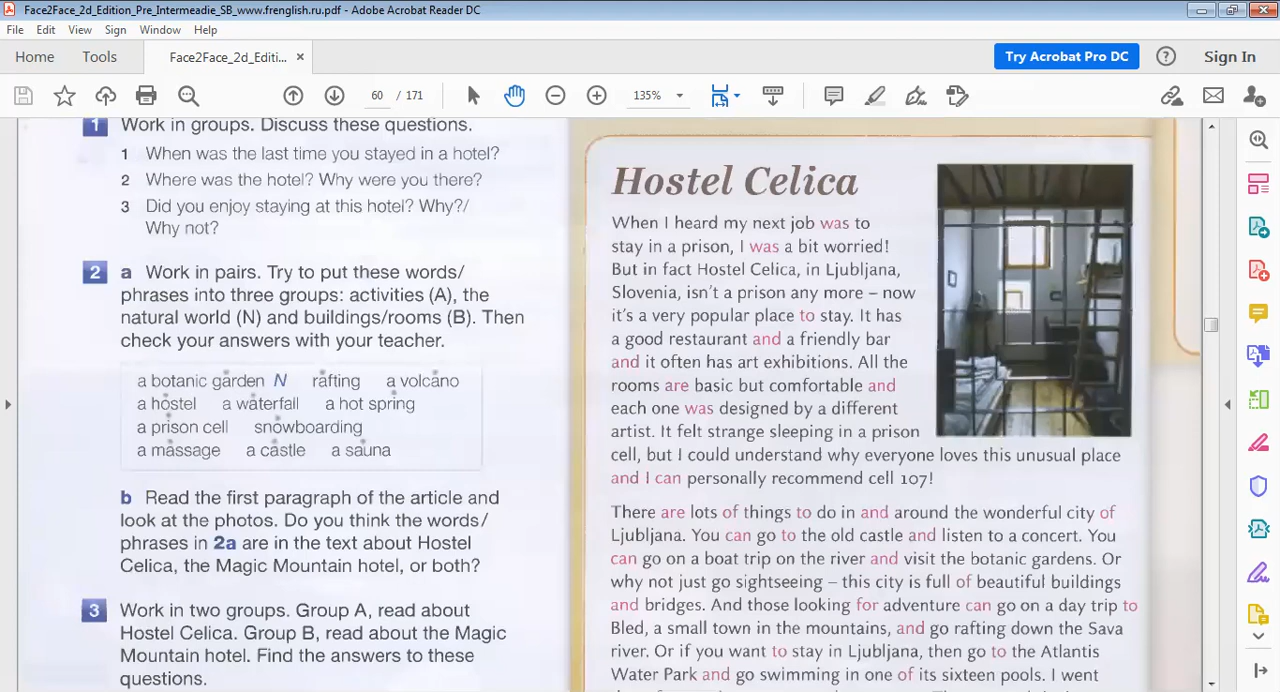 Face2Face_2d_Edition_Pre_Intermeadie_SB_www.frenglish.ru.pdf - Adobe Acrobat Reader DC
File Edit View Sign Window Help
Home Tools Face2Face_2d_Editi... × Try Acrobat Pro DC ? Sign In
60 / 171 135%
1 Work in groups. Discuss these questions.
1 When was the last time you stayed in a hotel?
2 Where was the hotel? Why were you there?
3 Did you enjoy staying at this hotel? Why?/
Why not?
2 a Work in pairs. Try to put these words/
phrases into three groups: activities (A), the
natural world (N) and buildings/rooms (B). Then
check your answers with your teacher.
a botanic garden N rafting a volcano
a hostel a waterfall a hot spring
a prison cell snowboarding
a massage a castle a sauna
b Read the first paragraph of the article and
look at the photos. Do you think the words/
phrases in 2a are in the text about Hostel
Celica, the Magic Mountain hotel, or both?
3 Work in two groups. Group A, read about
Hostel Celica. Group B, read about the Magic
Mountain hotel. Find the answers to these
questions.
Hostel Celica
When I heard my next job was to
stay in a prison, I was a bit worried!
But in fact Hostel Celica, in Ljubljana,
Slovenia, isn't a prison any more – now
it's a very popular place to stay. It has
a good restaurant and a friendly bar
and it often has art exhibitions. All the
rooms are basic but comfortable and
each one was designed by a different
artist. It felt strange sleeping in a prison
cell, but I could understand why everyone loves this unusual place
and I can personally recommend cell 107!
There are lots of things to do in and around the wonderful city of
Ljubljana. You can go to the old castle and listen to a concert. You
can go on a boat trip on the river and visit the botanic gardens. Or
why not just go sightseeing – this city is full of beautiful buildings
and bridges. And those looking for adventure can go on a day trip to
Bled, a small town in the mountains, and go rafting down the Sava
river. Or if you want to stay in Ljubljana, then go to the Atlantis
Water Park and go swimming in one of its sixteen pools. I went